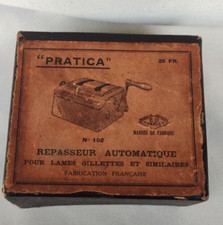 "PRATICA"
25 FR.
N° 102
MARQUE DE FABRIQUE
REPASSEUR AUTOMATIQUE
POUR LAMES GILLETTES ET SIMILAIRES
FABRICATION FRANÇAISE